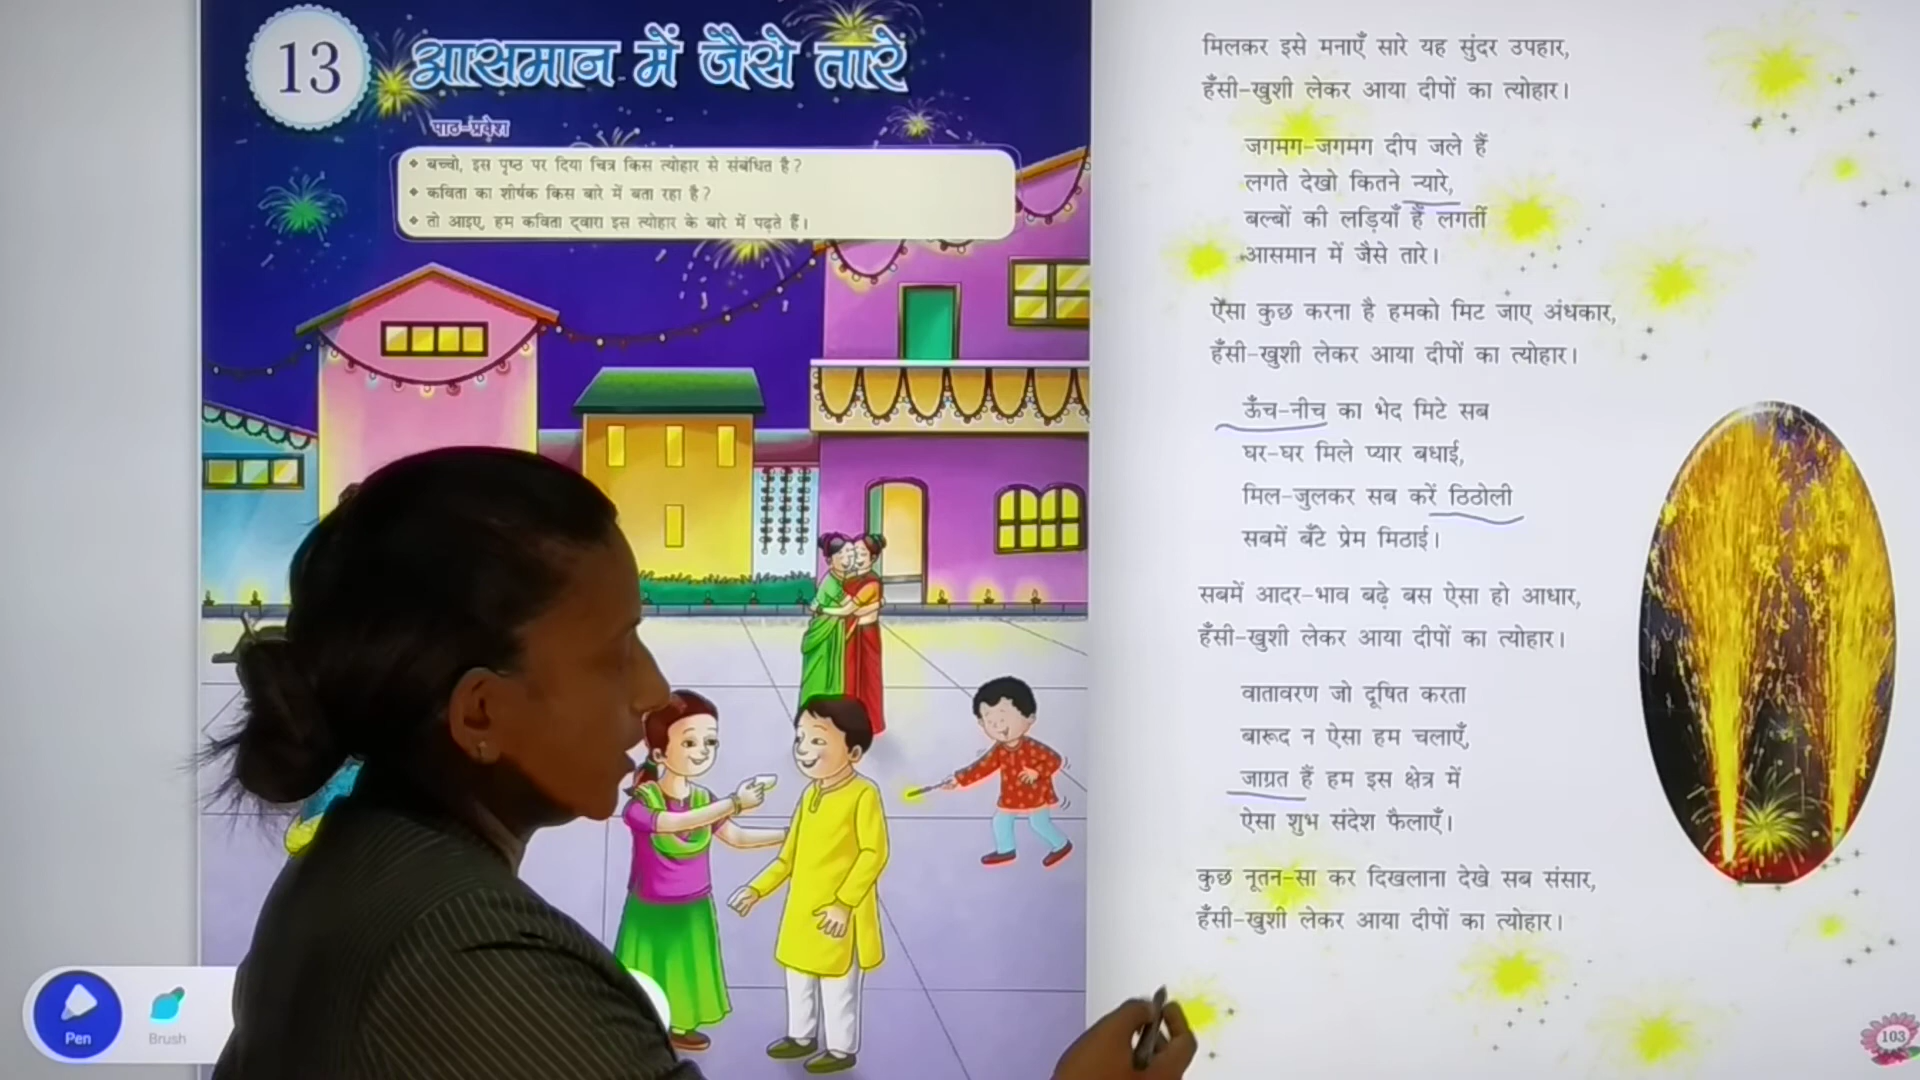 13
आसमान में जैसे तारे
पाठ-प्रवेश
❖ बच्चो, इस पृष्ठ पर दिया चित्र किस त्योहार से संबंधित है?
❖ कविता का शीर्षक किस बारे में बता रहा है?
❖ तो आइए, हम कविता द्वारा इस त्योहार के बारे में पढ़ते हैं।
मिलकर इसे मनाएँ सारे यह सुंदर उपहार,
हँसी-खुशी लेकर आया दीपों का त्योहार।
जगमग-जगमग दीप जले हैं
लगते देखो कितने न्यारे,
बल्बों की लड़ियाँ हैं लगतीं
आसमान में जैसे तारे।
ऐसा कुछ करना है हमको मिट जाए अंधकार,
हँसी-खुशी लेकर आया दीपों का त्योहार।
ऊँच-नीच का भेद मिटे सब
घर-घर मिले प्यार बधाई,
मिल-जुलकर सब करें ठिठोली
सबमें बँटे प्रेम मिठाई।
सबमें आदर-भाव बढ़े बस ऐसा हो आधार,
हँसी-खुशी लेकर आया दीपों का त्योहार।
वातावरण जो दूषित करता
बारूद न ऐसा हम चलाएँ,
जाग्रत हैं हम इस क्षेत्र में
ऐसा शुभ संदेश फैलाएँ।
कुछ नूतन-सा कर दिखलाना देखे सब संसार,
हँसी-खुशी लेकर आया दीपों का त्योहार।
103
Pen
Brush